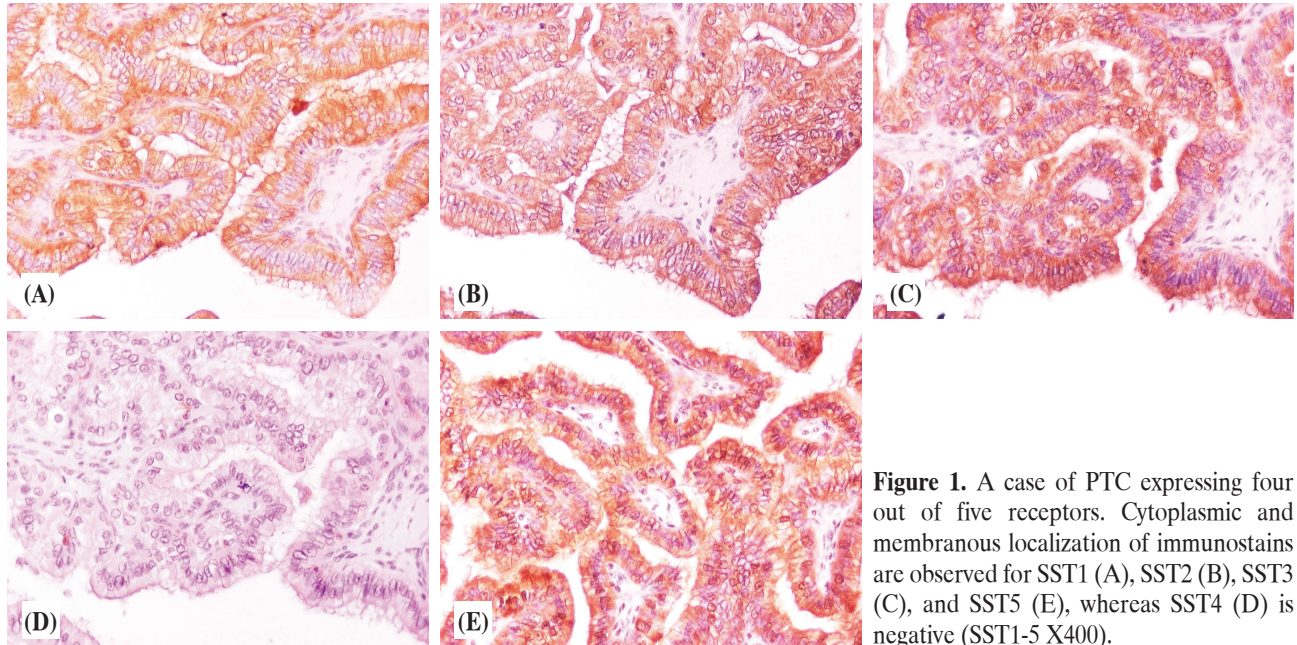 (A)
(B)
(C)
(D)
(E)
Figure 1. A case of PTC expressing four
out of five receptors. Cytoplasmic and
membranous localization of immunostains
are observed for SST1 (A), SST2 (B), SST3
(C), and SST5 (E), whereas SST4 (D) is
negative (SST1-5 X400).